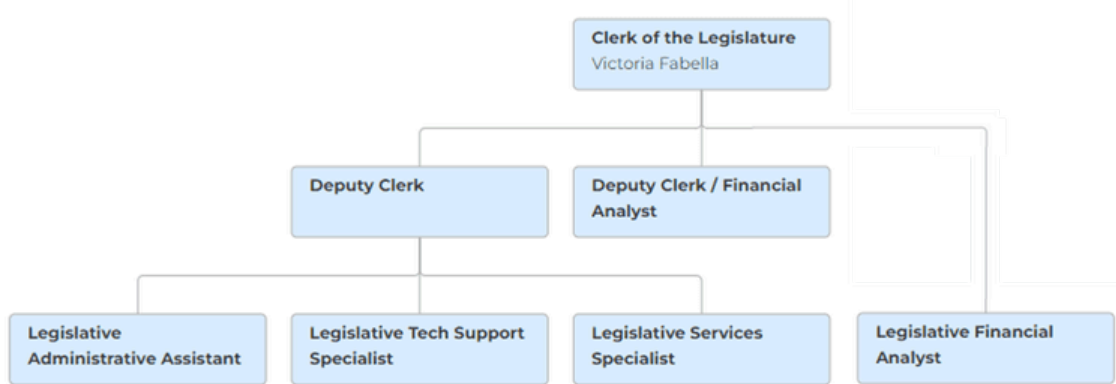 Clerk of the Legislature
Victoria Fabella
Deputy Clerk
Deputy Clerk / Financial
Analyst
Legislative
Administrative Assistant
Legislative Tech Support
Specialist
Legislative Services
Specialist
Legislative Financial
Analyst